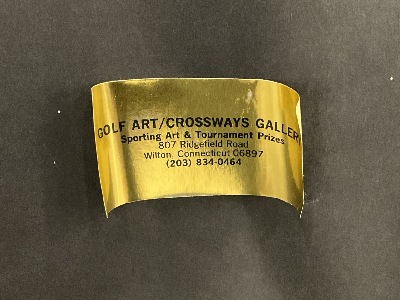 GOLF ART/CROSSWAYS GALLERY
Sporting Art & Tournament Prizes
807 Ridgefield Road
Wilton, Connecticut 06897
(203) 834-0464